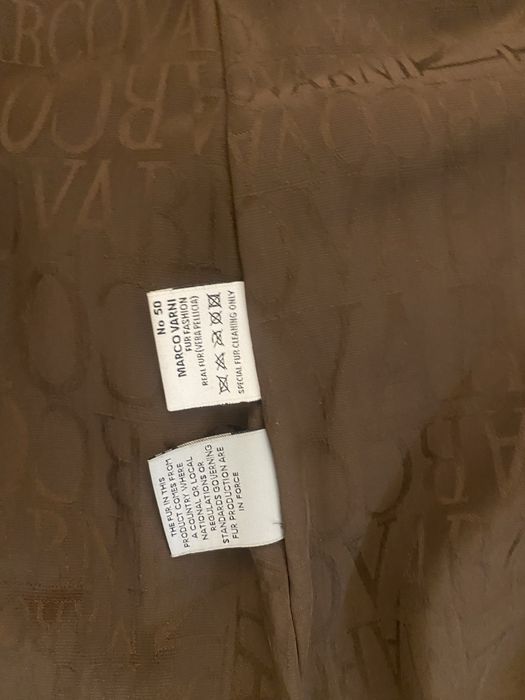 No 50
MARCO VARNI
FUR FASHION
REAL FUR(VERA PELLICIA)
SPECIAL FUR CLEANING ONLY
THE FUR IN THIS
PRODUCT COMES FROM
A COUNTRY WHERE
NATIONAL OR LOCAL
REGULATIONS OR
STANDARDS GOVERNING
FUR PRODUCTION ARE
IN FORCE